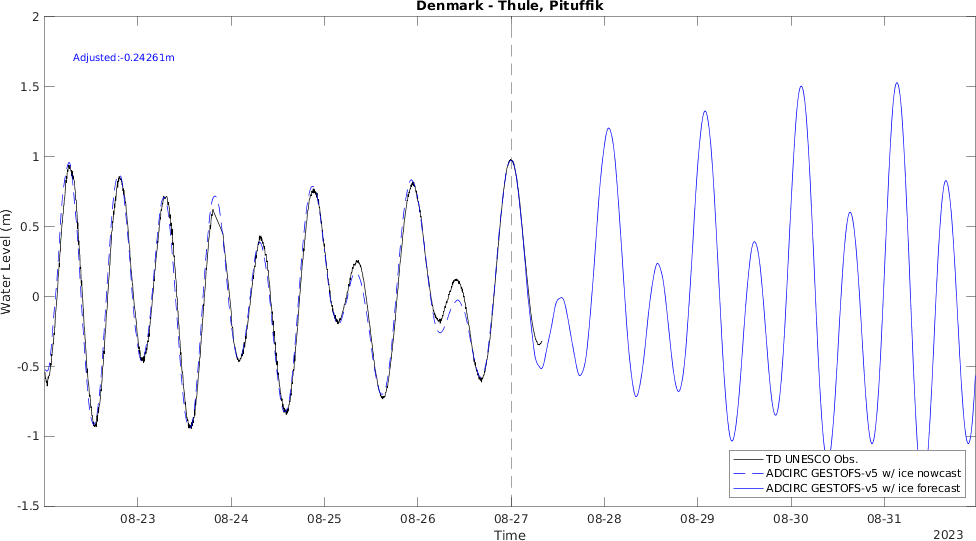 Denmark - Thule, Pituffik
Adjusted:-0.24261m
Water Level (m)
2
1.5
1
0.5
0
-0.5
-1
-1.5
TD UNESCO Obs.
ADCIRC GESTOFS-v5 w/ ice nowcast
ADCIRC GESTOFS-v5 w/ ice forecast
08-23 08-24 08-25 08-26 08-27 08-28 08-29 08-30 08-31
Time
2023